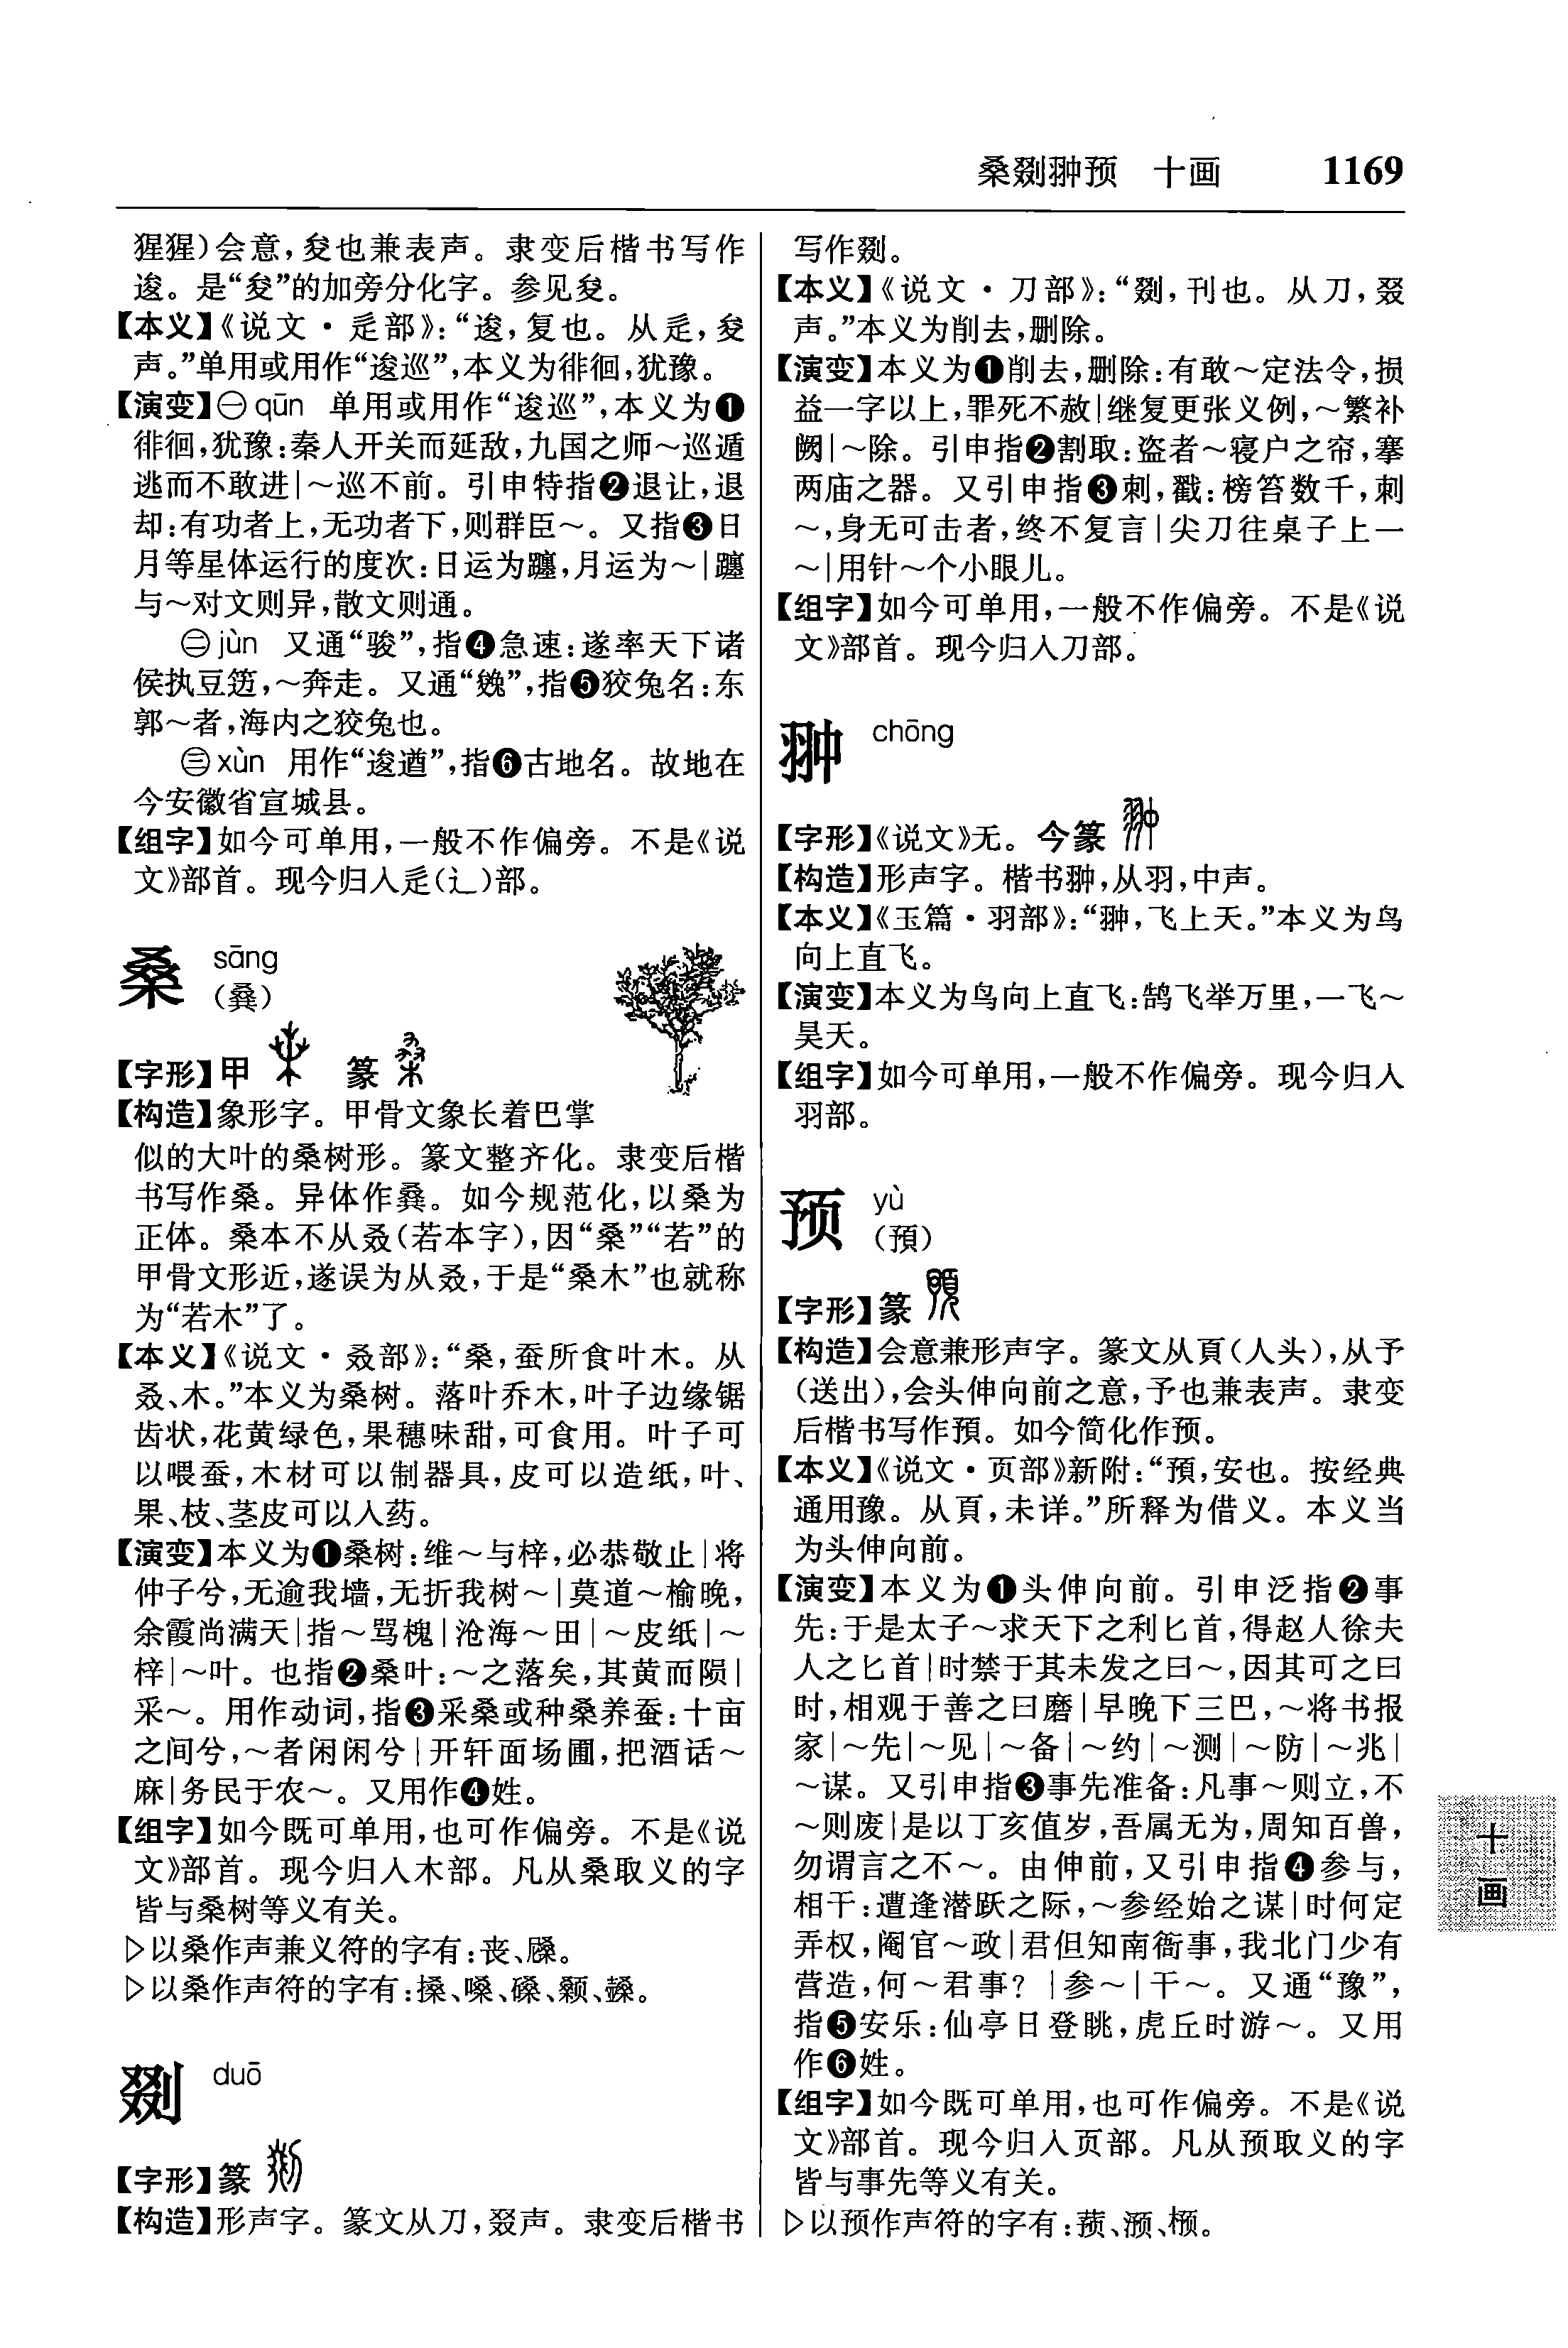 桑剟翀预　十画　1169
猩猩)会意,夋也兼表声。隶变后楷书写作
逡。是“夋”的加旁分化字。参见夋。
【本义】《说文·辵部》:“逡,复也。从辵,夋
声。”单用或用作“逡巡”,本义为徘徊,犹豫。
【演变】㊀qūn 单用或用作“逡巡”,本义为❶
徘徊,犹豫:秦人开关而延敌,九国之师～巡遁
逃而不敢进|～巡不前。引申特指❷退让,退
却:有功者上,无功者下,则群臣～。又指❸日
月等星体运行的度次:日运为躔,月运为～|躔
与～对文则异,散文则通。
㊁jùn 又通“骏”,指❹急速:遂率天下诸
侯执豆笾,～奔走。又通“㕙”,指❺狡兔名:东
郭～者,海内之狡兔也。
㊂xùn 用作“逡遒”,指❻古地名。故地在
今安徽省宣城县。
【组字】如今可单用,一般不作偏旁。不是《说
文》部首。现今归入辵(辶)部。
桑 sāng
(桒)
【字形】甲 篆
【构造】象形字。甲骨文象长着巴掌
似的大叶的桑树形。篆文整齐化。隶变后楷
书写作桑。异体作桒。如今规范化,以桑为
正体。桑本不从叒(若本字),因“桑”“若”的
甲骨文形近,遂误为从叒,于是“桑木”也就称
为“若木”了。
【本义】《说文·叒部》:“桑,蚕所食叶木。从
叒、木。”本义为桑树。落叶乔木,叶子边缘锯
齿状,花黄绿色,果穗味甜,可食用。叶子可
以喂蚕,木材可以制器具,皮可以造纸,叶、
果、枝、茎皮可以入药。
【演变】本义为❶桑树:维～与梓,必恭敬止|将
仲子兮,无逾我墙,无折我树～|莫道～榆晚,
余霞尚满天|指～骂槐|沧海～田|～皮纸|～
梓|～叶。也指❷桑叶:～之落矣,其黄而陨|
采～。用作动词,指❸采桑或种桑养蚕:十亩
之间兮,～者闲闲兮|开轩面场圃,把酒话～
麻|务民于农～。又用作❹姓。
【组字】如今既可单用,也可作偏旁。不是《说
文》部首。现今归入木部。凡从桑取义的字
皆与桑树等义有关。
▷以桑作声兼义符的字有:丧、䐙。
▷以桑作声符的字有:搡、嗓、磉、颡、䫙。
剟 duō
【字形】篆
【构造】形声字。篆文从刀,叕声。隶变后楷书
写作剟。
【本义】《说文·刀部》:“剟,刊也。从刀,叕
声。”本义为削去,删除。
【演变】本义为❶削去,删除:有敢～定法令,损
益一字以上,罪死不赦|继复更张义例,～繁补
阙|～除。引申指❷割取:盗者～寝户之帘,搴
两庙之器。又引申指❸刺,戳:榜笞数千,刺
～,身无可击者,终不复言|尖刀往桌子上一
～|用针～个小眼儿。
【组字】如今可单用,一般不作偏旁。不是《说
文》部首。现今归入刀部。
翀 chōng
【字形】《说文》无。今篆
【构造】形声字。楷书翀,从羽,中声。
【本义】《玉篇·羽部》:“翀,飞上天。”本义为鸟
向上直飞。
【演变】本义为鸟向上直飞:鹄飞举万里,一飞～
昊天。
【组字】如今可单用,一般不作偏旁。现今归入
羽部。
预 yù
(預)
【字形】篆
【构造】会意兼形声字。篆文从頁(人头),从予
(送出),会头伸向前之意,予也兼表声。隶变
后楷书写作預。如今简化作预。
【本义】《说文·页部》新附:“預,安也。按经典
通用豫。从頁,未详。”所释为借义。本义当
为头伸向前。
【演变】本义为❶头伸向前。引申泛指❷事
先:于是太子～求天下之利匕首,得赵人徐夫
人之匕首|时禁于其未发之曰～,因其可之曰
时,相观于善之曰磨|早晚下三巴,～将书报
家|～先|～见|～备|～约|～测|～防|～兆|
～谋。又引申指❸事先准备:凡事～则立,不
～则废|是以丁亥值岁,吾属无为,周知百兽,
勿谓言之不～。由伸前,又引申指❹参与,
相干:遭逢潜跃之际,～参经始之谋|时何定
弄权,阉官～政|君但知南衙事,我北门少有
营造,何～君事?|参～|干～。又通“豫”,
指❺安乐:仙亭日登眺,虎丘时游～。又用
作❻姓。
【组字】如今既可单用,也可作偏旁。不是《说
文》部首。现今归入页部。凡从预取义的字
皆与事先等义有关。
▷以预作声符的字有:蓣、滪、㮋。
十
画